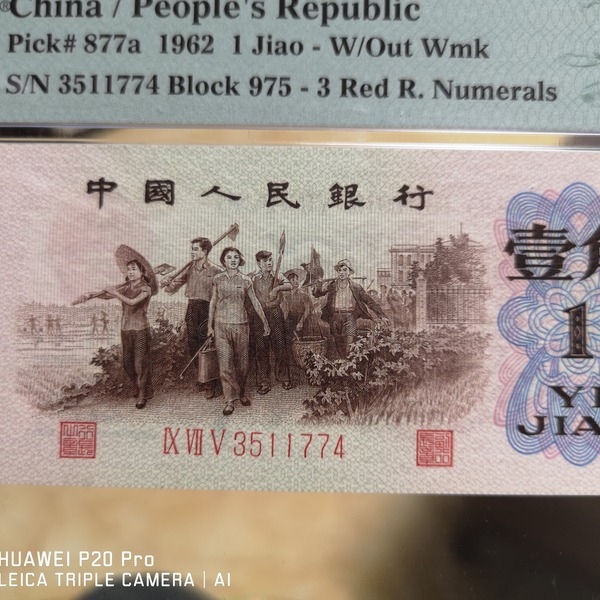 China / People's Republic
Pick# 877a 1962 1 Jiao - W/Out Wmk
S/N 3511774 Block 975 - 3 Red R. Numerals
中國人民銀行
壹角
1
YI
JIA
IX VII V 3511774
HUAWEI P20 Pro
LEICA TRIPLE CAMERA | AI